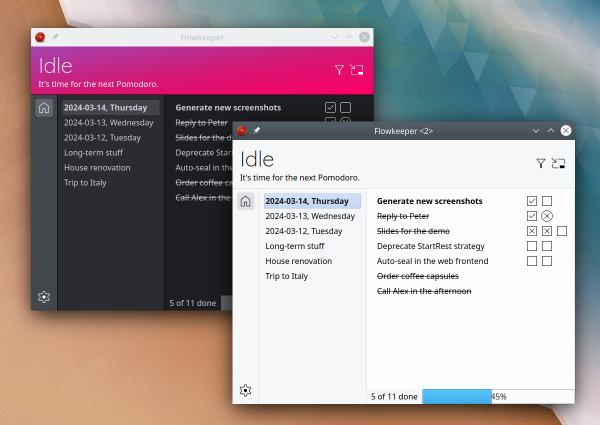 Flowkeeper
Idle
It's time for the next Pomodoro.
2024-03-14, Thursday
2024-03-13, Wednesday
2024-03-12, Tuesday
Long-term stuff
House renovation
Trip to Italy
Generate new screenshots
Reply to Peter
Slides for the d
Deprecate Start
Auto-seal in the
Order coffee ca
Call Alex in the
5 of 11 done
Flowkeeper <2>
Idle
It's time for the next Pomodoro.
2024-03-14, Thursday
2024-03-13, Wednesday
2024-03-12, Tuesday
Long-term stuff
House renovation
Trip to Italy
Generate new screenshots
Reply to Peter
Slides for the demo
Deprecate StartRest strategy
Auto-seal in the web frontend
Order coffee capsules
Call Alex in the afternoon
5 of 11 done
45%